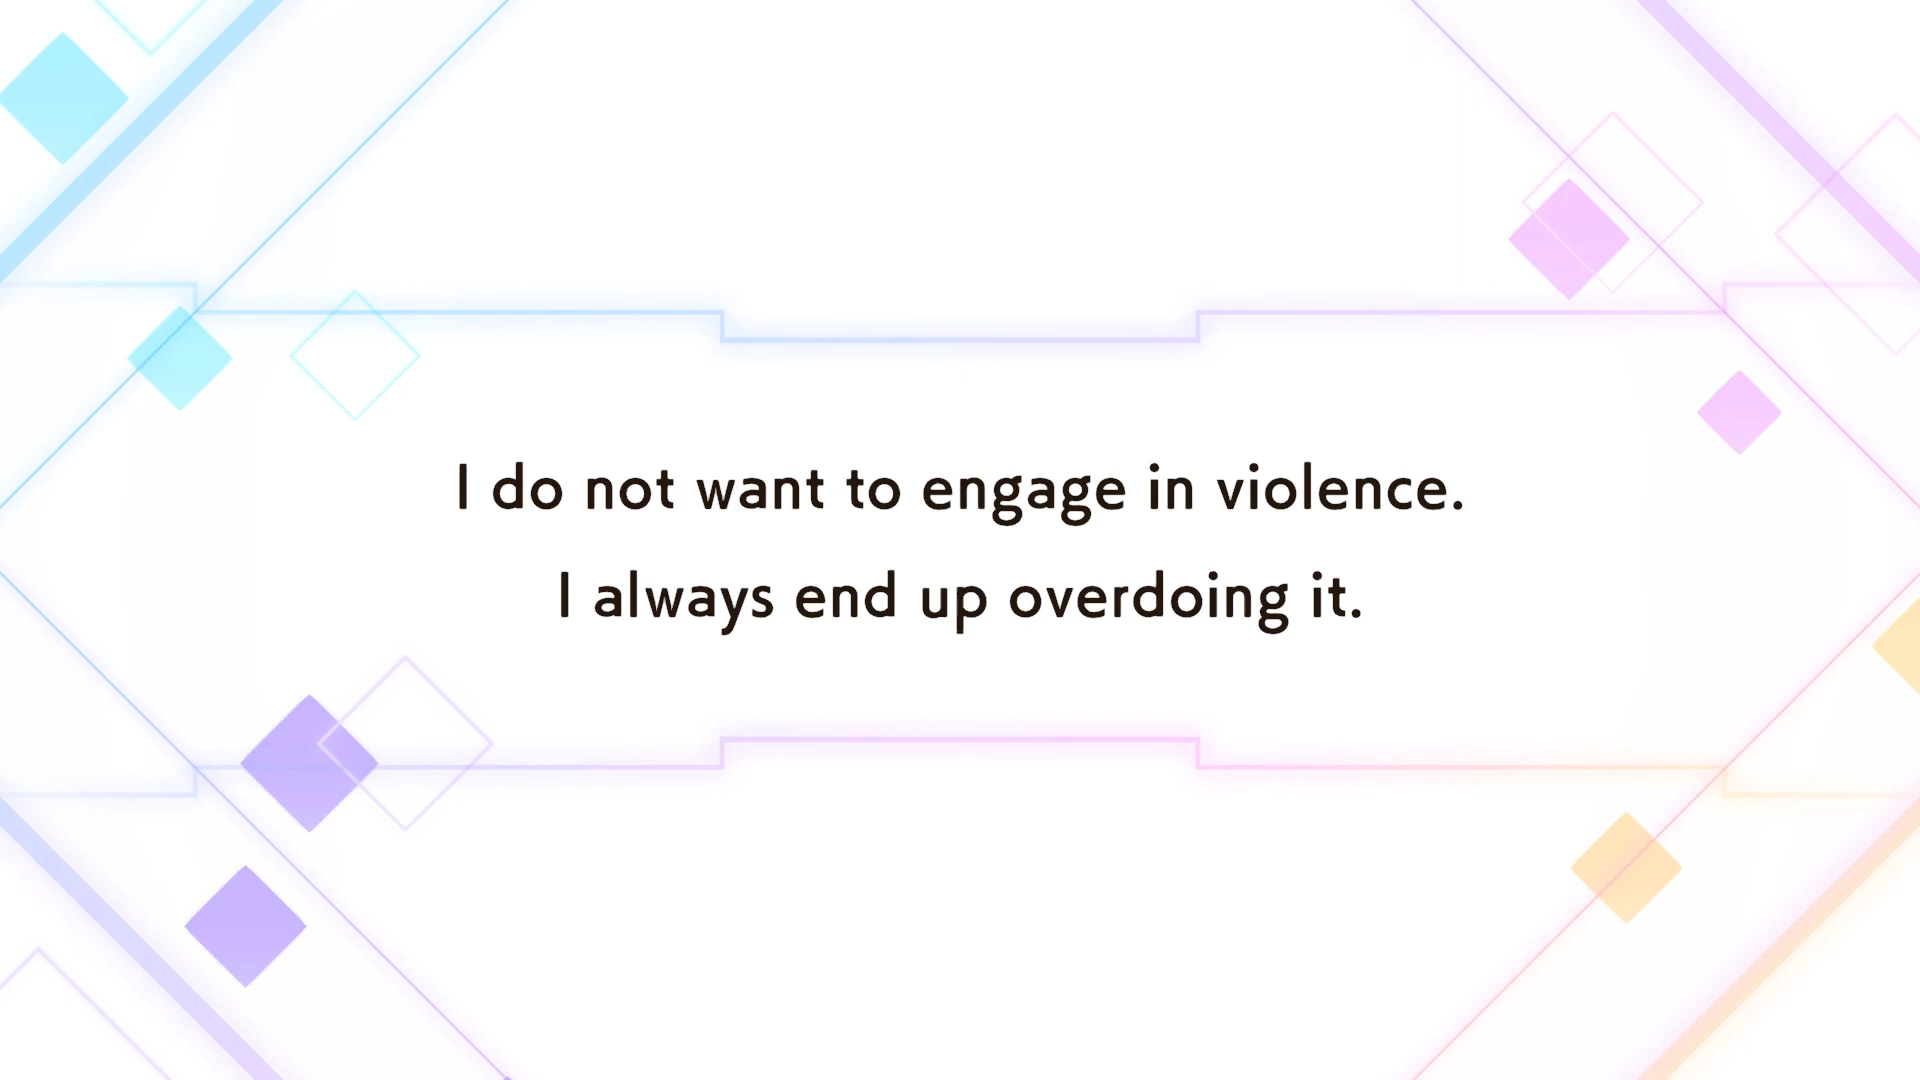 I do not want to engage in violence.
I always end up overdoing it.